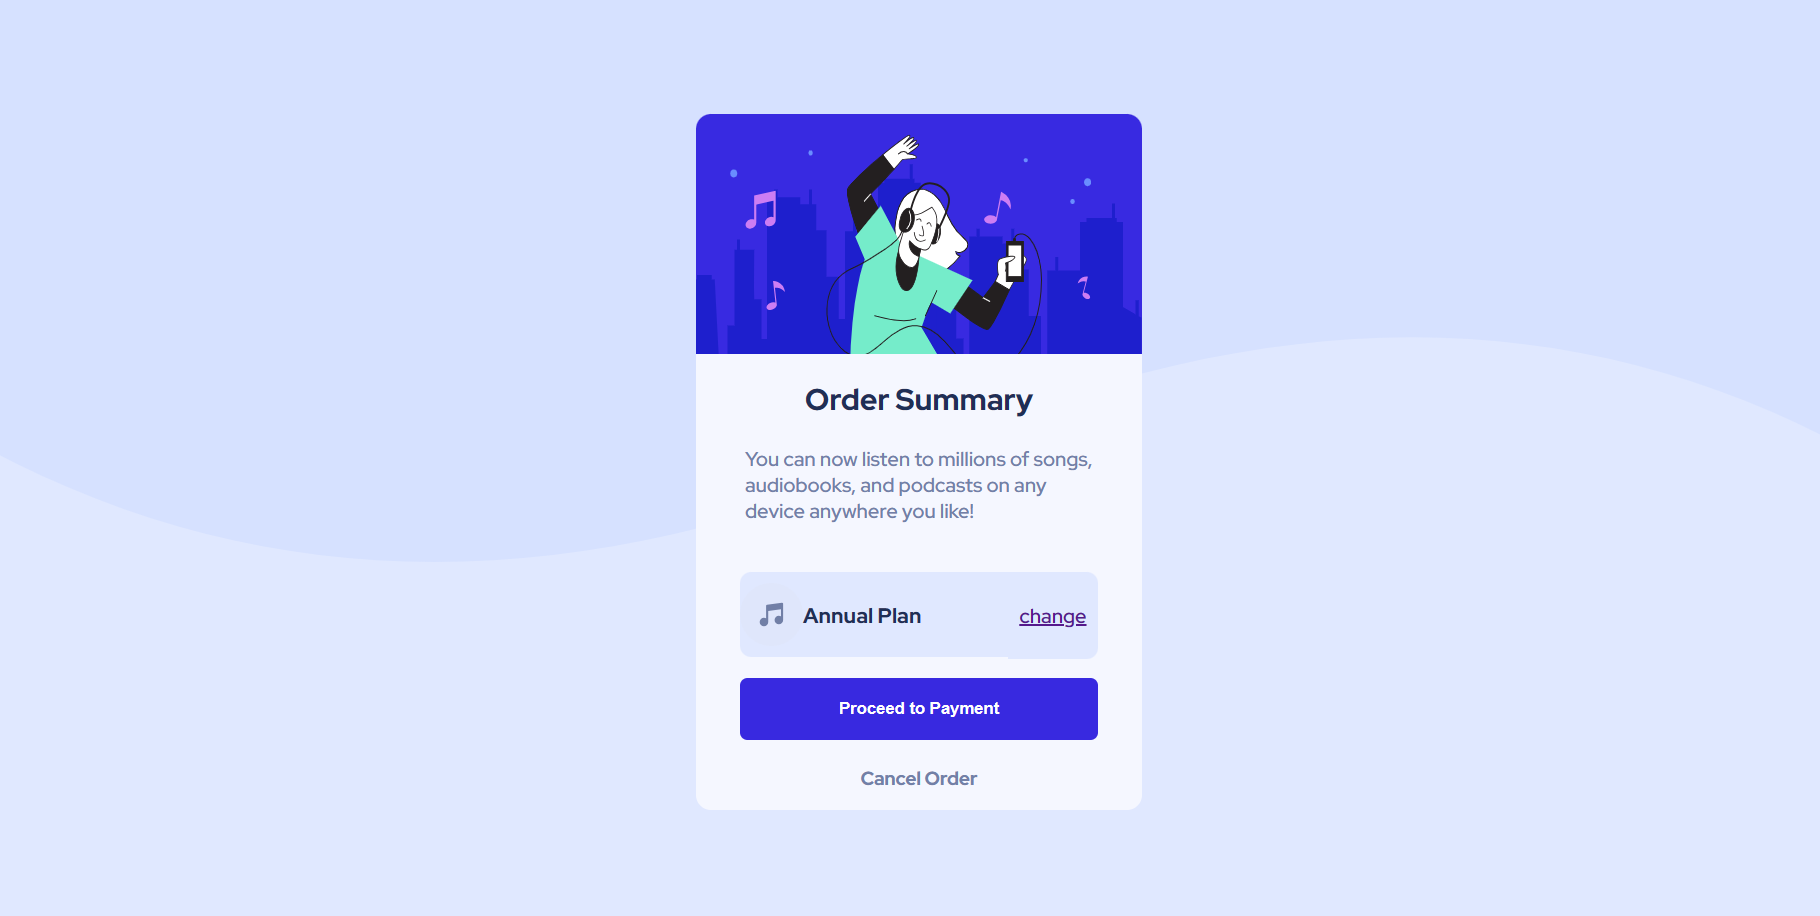 Order Summary
You can now listen to millions of songs,
audiobooks, and podcasts on any
device anywhere you like!
Annual Plan
change
Proceed to Payment
Cancel Order